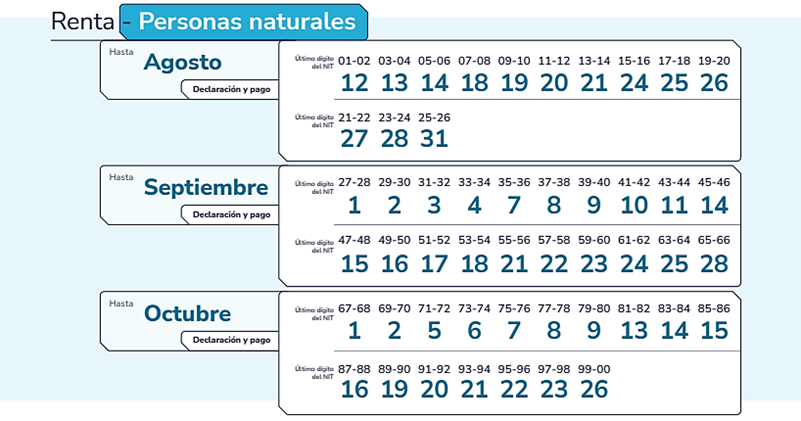 Renta - Personas naturales
Hasta
Agosto
Declaración y pago
Último dígito del NIT
01-02 03-04 05-06 07-08 09-10 11-12 13-14 15-16 17-18 19-20
12 13 14 18 19 20 21 24 25 26
Último dígito del NIT
21-22 23-24 25-26
27 28 31
Hasta
Septiembre
Declaración y pago
Último dígito del NIT
27-28 29-30 31-32 33-34 35-36 37-38 39-40 41-42 43-44 45-46
1 2 3 4 7 8 9 10 11 14
Último dígito del NIT
47-48 49-50 51-52 53-54 55-56 57-58 59-60 61-62 63-64 65-66
15 16 17 18 21 22 23 24 25 28
Hasta
Octubre
Declaración y pago
Último dígito del NIT
67-68 69-70 71-72 73-74 75-76 77-78 79-80 81-82 83-84 85-86
1 2 5 6 7 8 9 13 14 15
Último dígito del NIT
87-88 89-90 91-92 93-94 95-96 97-98 99-00
16 19 20 21 22 23 26